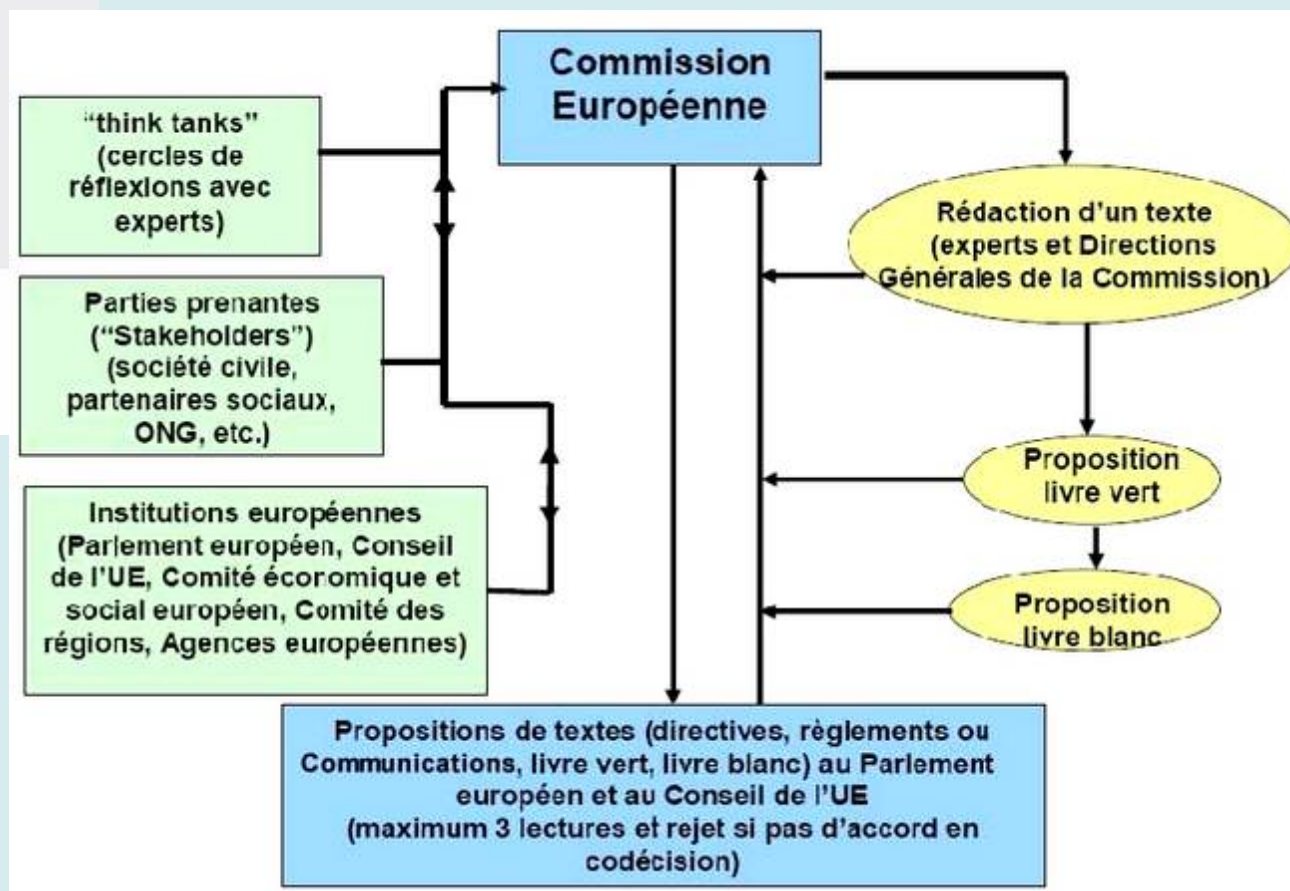 Commission
Européenne
“think tanks”
(cercles de
réflexions avec
experts)
Parties prenantes
(“Stakeholders”)
(société civile,
partenaires sociaux,
ONG, etc.)
Institutions européennes
(Parlement européen, Conseil
de l’UE, Comité économique et
social européen, Comité des
régions, Agences européennes)
Rédaction d’un texte
(experts et Directions
Générales de la Commission)
Proposition
livre vert
Proposition
livre blanc
Propositions de textes (directives, règlements ou
Communications, livre vert, livre blanc) au Parlement
européen et au Conseil de l’UE
(maximum 3 lectures et rejet si pas d’accord en
codécision)